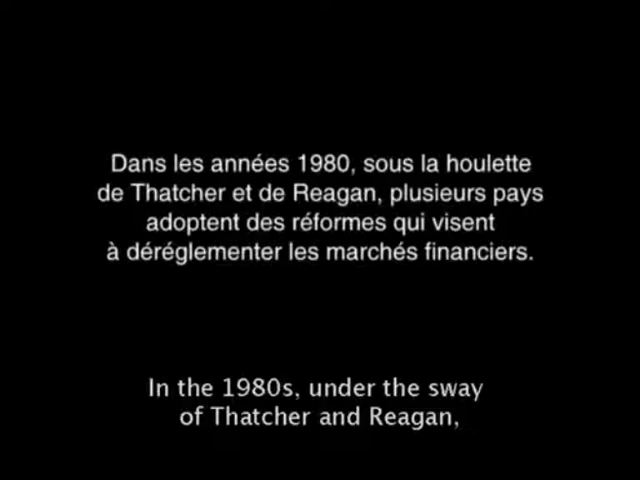 Dans les années 1980, sous la houlette
de Thatcher et de Reagan, plusieurs pays
adoptent des réformes qui visent
à déréglementer les marchés financiers.
In the 1980s, under the sway
of Thatcher and Reagan,